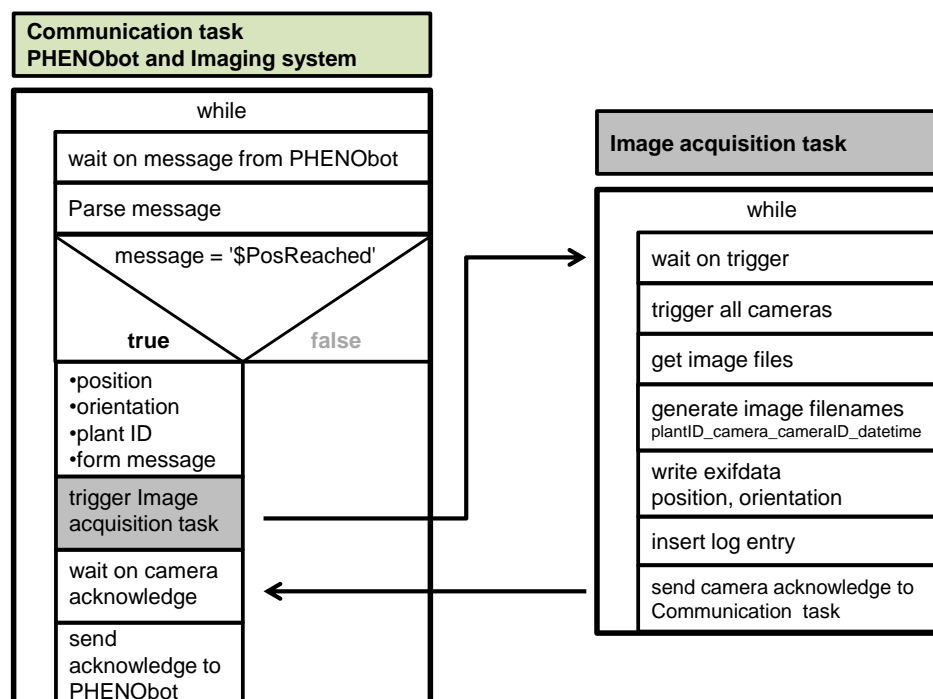 Communication task
PHENObot and Imaging system
while
wait on message from PHENObot
Parse message
message = '$PosReached'
true
false
•position
•orientation
•plant ID
•form message
trigger Image
acquisition task
wait on camera
acknowledge
send
acknowledge to
PHENObot
Image acquisition task
while
wait on trigger
trigger all cameras
get image files
generate image filenames
plantID_camera_cameraID_datetime
write exifdata
position, orientation
insert log entry
send camera acknowledge to
Communication task